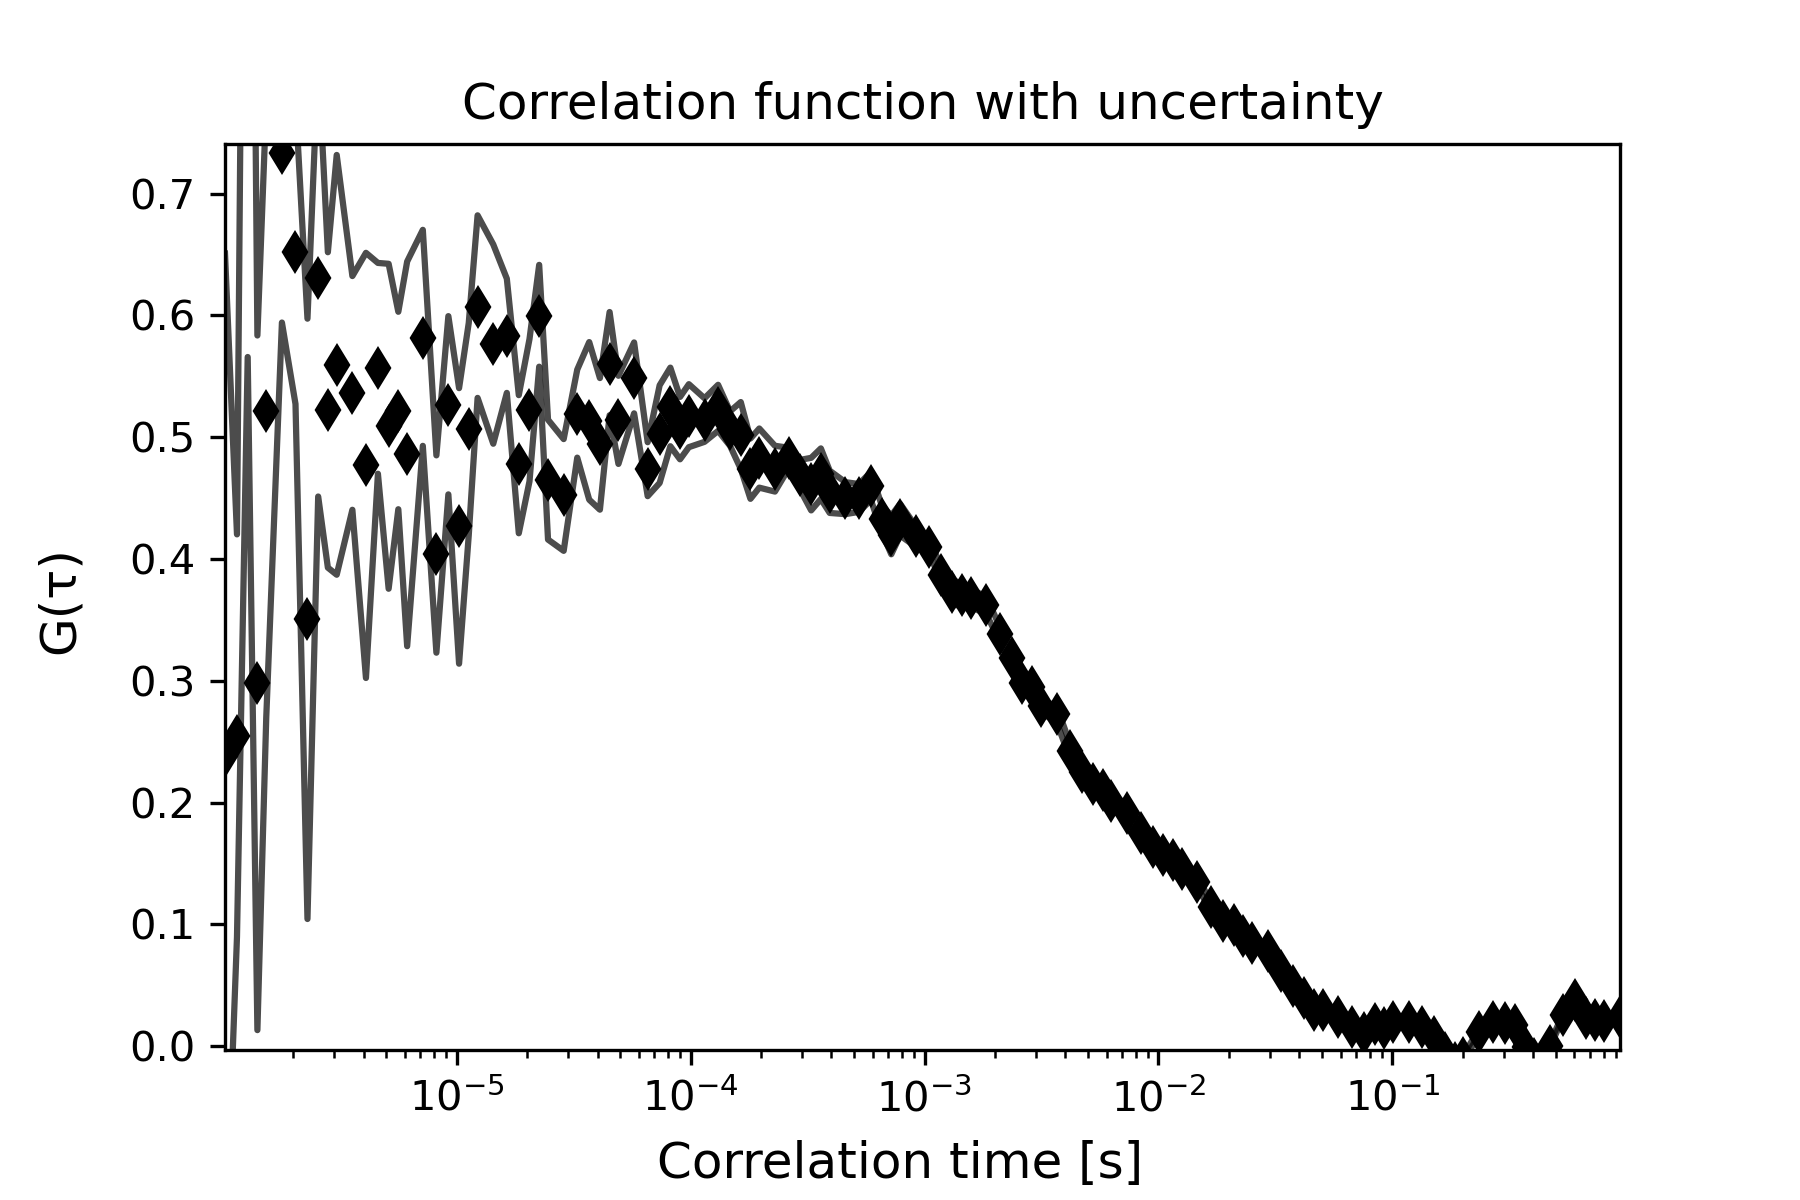 Correlation function with uncertainty
0.7
0.6
0.5
0.4
0.3
0.2
0.1
0.0
G(τ)
10⁻⁵ 10⁻⁴ 10⁻³ 10⁻² 10⁻¹
Correlation time [s]